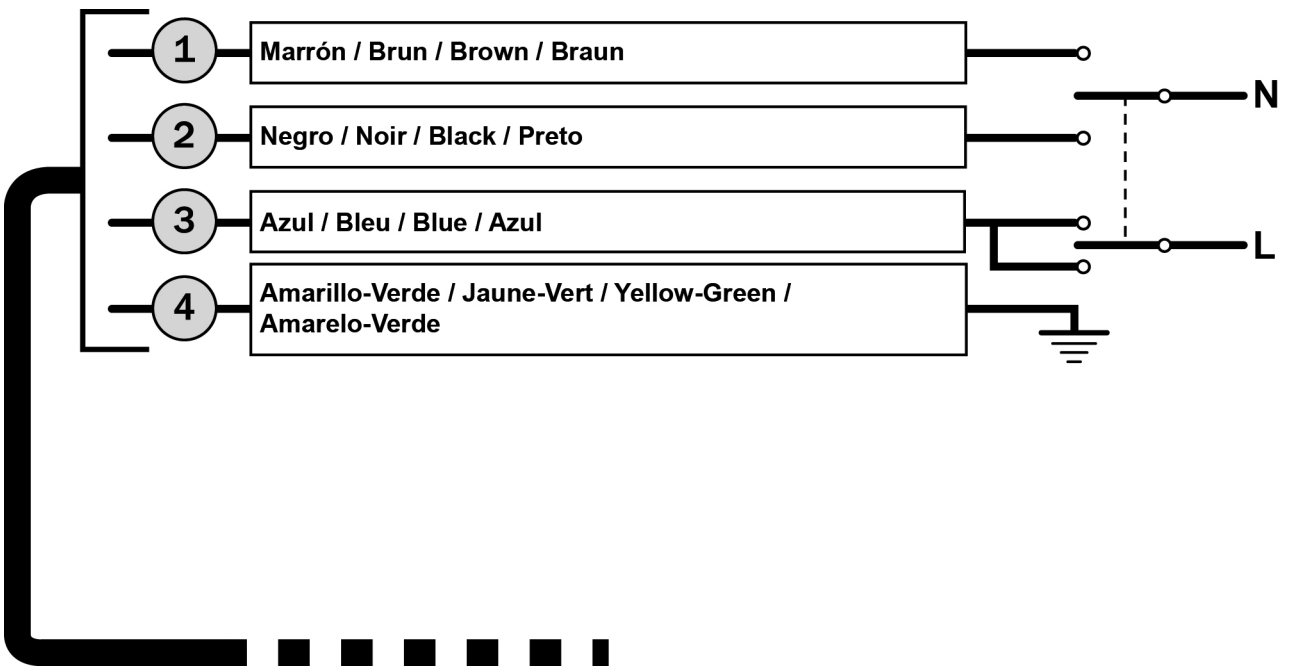 1 Marrón / Brun / Brown / Braun
N
2 Negro / Noir / Black / Preto
3 Azul / Bleu / Blue / Azul
L
4 Amarillo-Verde / Jaune-Vert / Yellow-Green /
Amarelo-Verde